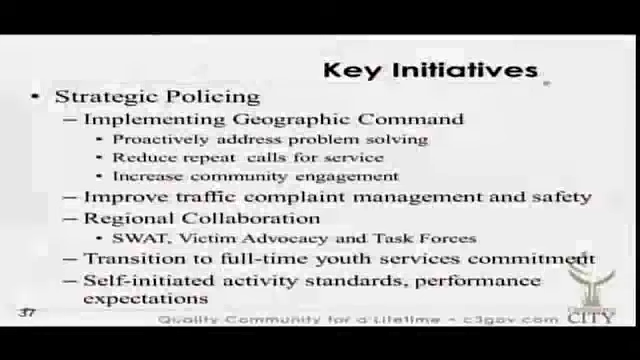 Key Initiatives
• Strategic Policing
– Implementing Geographic Command
• Proactively address problem solving
• Reduce repeat calls for service
• Increase community engagement
– Improve traffic complaint management and safety
– Regional Collaboration
• SWAT, Victim Advocacy and Task Forces
– Transition to full-time youth services commitment
– Self-initiated activity standards, performance
expectations
37
Quality Community for a Lifetime ~ c3gov.com
CITY